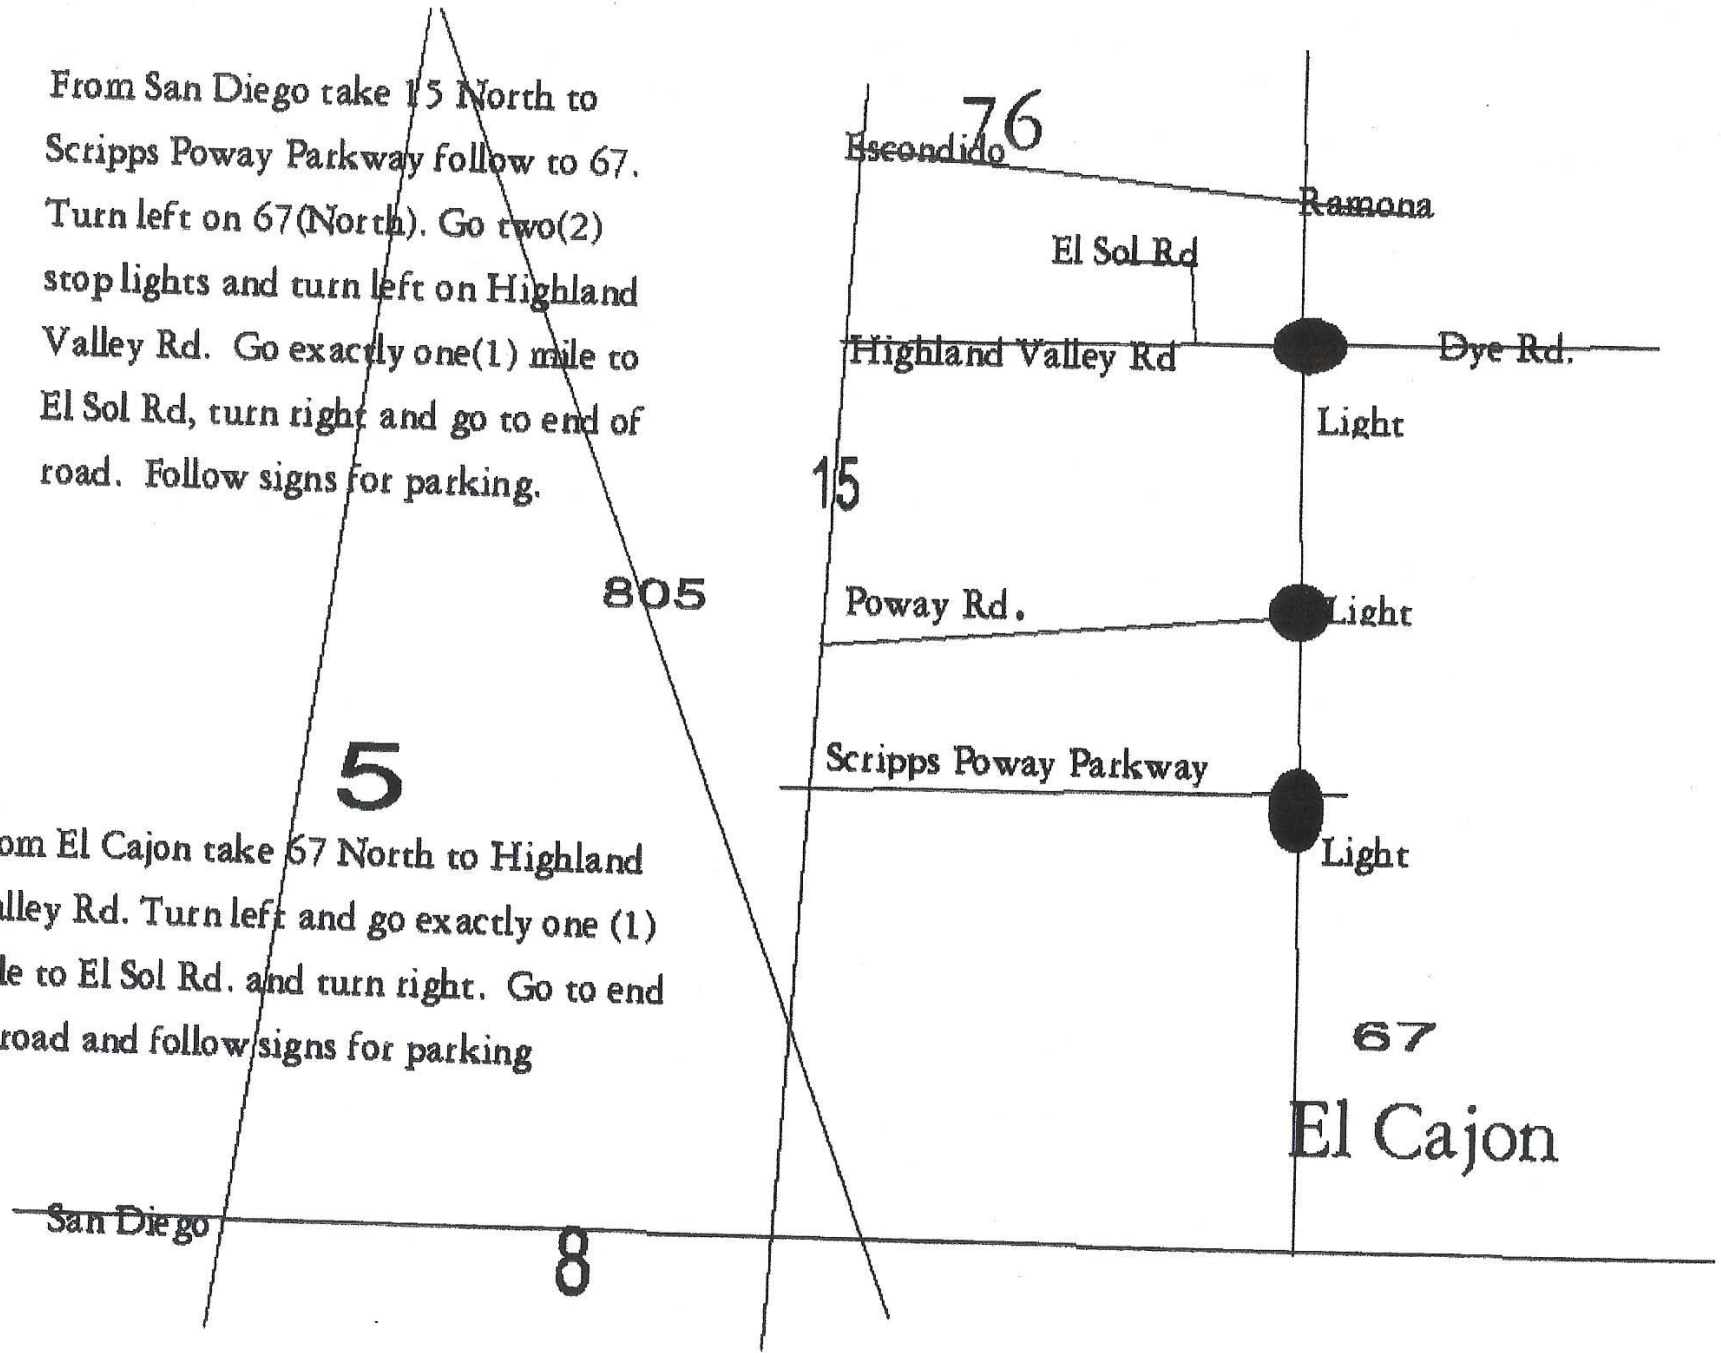 From San Diego take 15 North to
Scripps Poway Parkway follow to 67.
Turn left on 67(North). Go two(2)
stop lights and turn left on Highland
Valley Rd. Go exactly one(1) mile to
El Sol Rd, turn right and go to end of
road. Follow signs for parking.
76
Escondido
Ramona
El Sol Rd
Highland Valley Rd
Dye Rd.
Light
15
805
Poway Rd.
Light
5
Scripps Poway Parkway
Light
om El Cajon take 67 North to Highland
lley Rd. Turn left and go exactly one (1)
le to El Sol Rd. and turn right. Go to end
road and follow signs for parking
67
El Cajon
San Diego
8